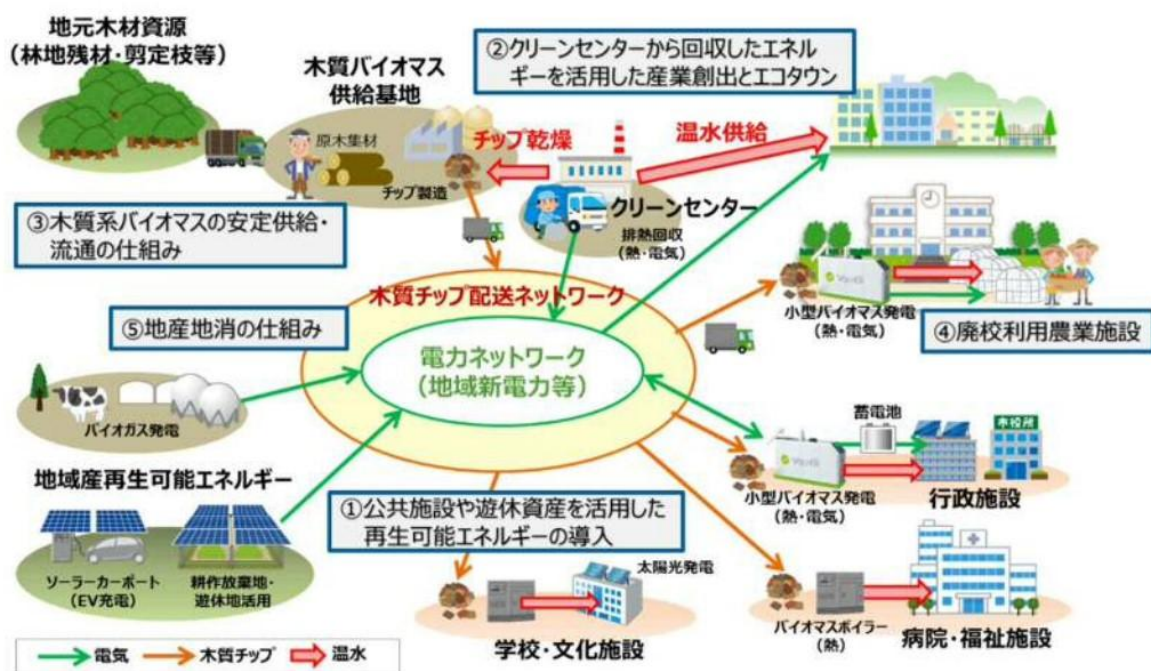 地元木材資源
(林地残材・剪定枝等)
木質バイオマス
供給基地
原木集材
チップ製造
②クリーンセンターから回収したエネル
ギーを活用した産業創出とエコタウン
チップ乾燥
温水供給
クリーンセンター
排熱回収
(熱・電気)
③木質系バイオマスの安定供給・
流通の仕組み
木質チップ配送ネットワーク
電力ネットワーク
(地域新電力等)
小型バイオマス発電
(熱・電気)
④廃校利用農業施設
⑤地産地消の仕組み
バイオガス発電
蓄電池
市役所
小型バイオマス発電
(熱・電気)
行政施設
地域産再生可能エネルギー
ソーラーカーポート
(EV充電)
耕作放棄地・
遊休地活用
①公共施設や遊休資産を活用した
再生可能エネルギーの導入
太陽光発電
学校・文化施設
バイオマスボイラー
(熱)
病院・福祉施設
電気
木質チップ
温水